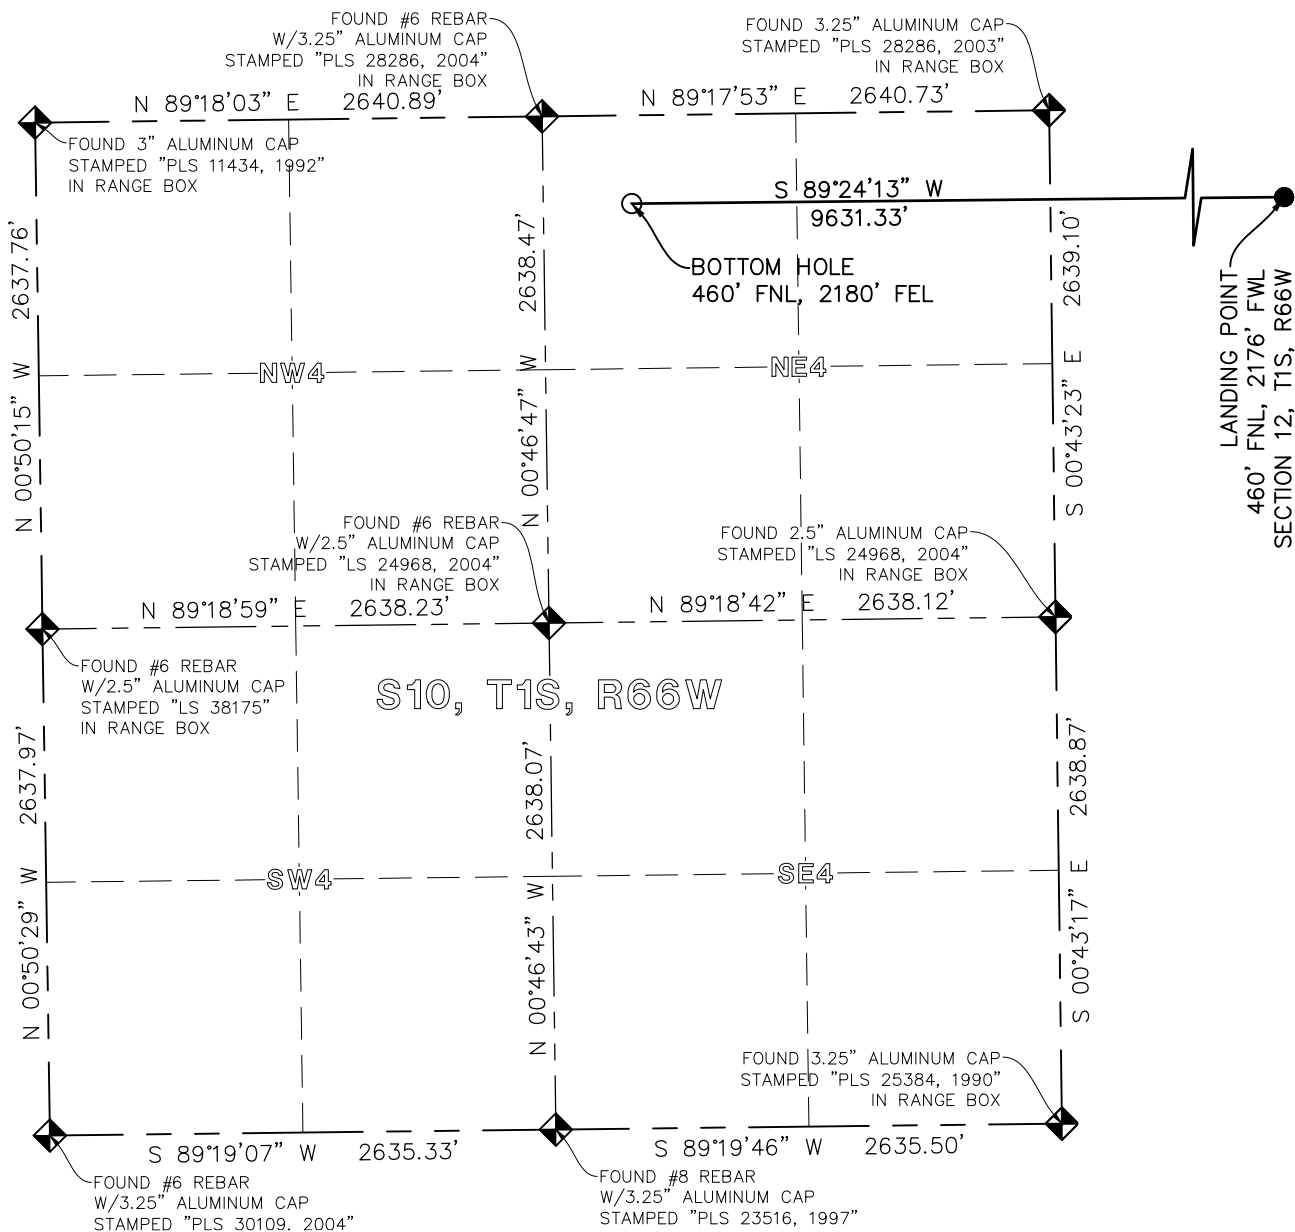 FOUND #6 REBAR
W/3.25" ALUMINUM CAP
STAMPED "PLS 28286, 2004"
IN RANGE BOX
FOUND 3.25" ALUMINUM CAP
STAMPED "PLS 28286, 2003"
IN RANGE BOX
N 89°18'03" E 2640.89'
N 89°17'53" E 2640.73'
FOUND 3" ALUMINUM CAP
STAMPED "PLS 11434, 1992"
IN RANGE BOX
S 89°24'13" W
9631.33'
BOTTOM HOLE
460' FNL, 2180' FEL
LANDING POINT
460' FNL, 2176' FWL
SECTION 12, T1S, R66W
N 00°50'15" W 2637.76'
N 00°46'47" W 2638.47'
S 00°43'23" E 2639.10'
NW4
NE4
FOUND #6 REBAR
W/2.5" ALUMINUM CAP
STAMPED "LS 24968, 2004"
IN RANGE BOX
FOUND 2.5" ALUMINUM CAP
STAMPED "LS 24968, 2004"
IN RANGE BOX
N 89°18'59" E 2638.23'
N 89°18'42" E 2638.12'
FOUND #6 REBAR
W/2.5" ALUMINUM CAP
STAMPED "LS 38175"
IN RANGE BOX
S10, T1S, R66W
N 00°50'29" W 2637.97'
N 00°46'43" W 2638.07'
S 00°43'17" E 2638.87'
SW4
SE4
FOUND 3.25" ALUMINUM CAP
STAMPED "PLS 25384, 1990"
IN RANGE BOX
S 89°19'07" W 2635.33'
S 89°19'46" W 2635.50'
FOUND #6 REBAR
W/3.25" ALUMINUM CAP
STAMPED "PLS 30109, 2004"
FOUND #8 REBAR
W/3.25" ALUMINUM CAP
STAMPED "PLS 23516, 1997"